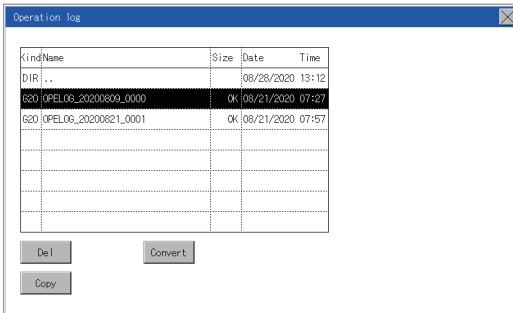 Operation log
Kind Name Size Date Time
DIR .. 08/28/2020 13:12
G20 OPELOG_20200809_0000 0K 08/21/2020 07:27
G20 OPELOG_20200821_0001 0K 08/21/2020 07:57
Del Convert
Copy